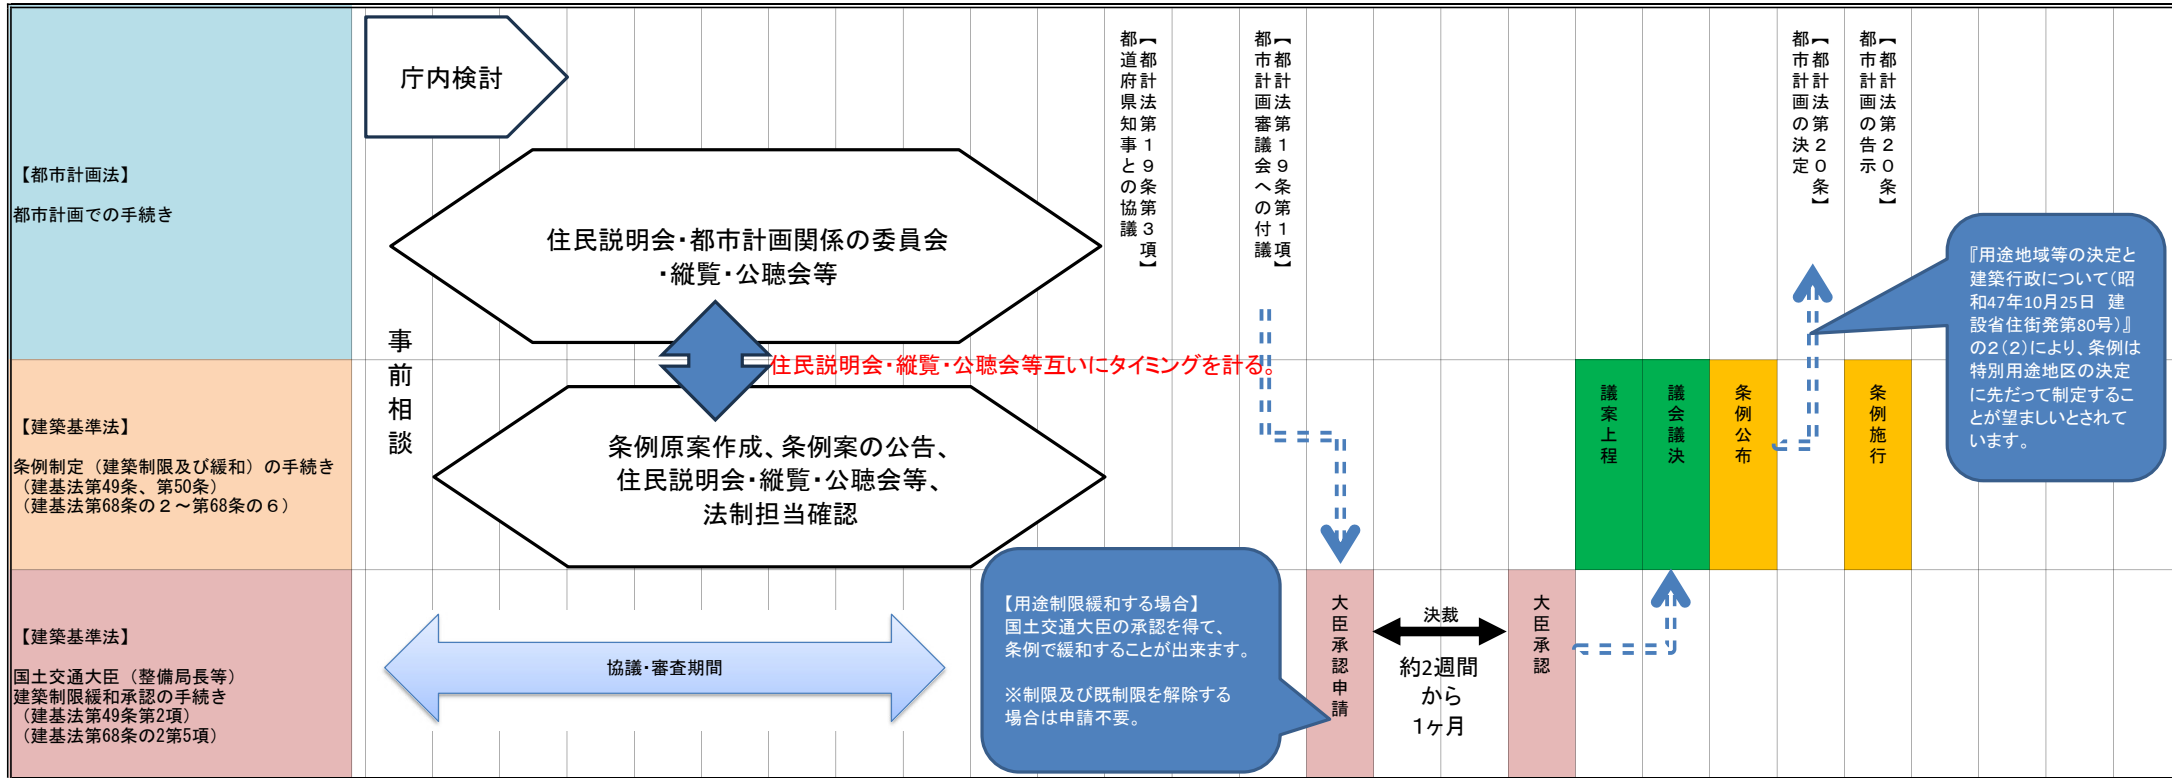 【都市計画法】
都市計画での手続き
庁内検討
住民説明会・都市計画関係の委員会
・縦覧・公聴会等
【都計法第19条第3項】
都道府県知事との協議
【都計法第19条第1項】
都市計画審議会への付議
【都計法第20条】
都市計画の決定
【都計法第20条】
都市計画の告示
『用途地域等の決定と
建築行政について(昭
和47年10月25日 建
設省住街発第80号)』
の2(2)により、条例は
特別用途地区の決定
に先だって制定するこ
とが望ましいとされて
います。
事前相談
住民説明会・縦覧・公聴会等互いにタイミングを計る。
【建築基準法】
条例制定（建築制限及び緩和）の手続き
（建基法第49条、第50条）
（建基法第68条の２～第68条の６）
条例原案作成、条例案の公告、
住民説明会・縦覧・公聴会等、
法制担当確認
議案上程
議会議決
条例公布
条例施行
【建築基準法】
国土交通大臣（整備局長等）
建築制限緩和承認の手続き
（建基法第49条第2項）
（建基法第68条の2第5項）
協議・審査期間
【用途制限緩和する場合】
国土交通大臣の承認を得て、
条例で緩和することが出来ます。
※制限及び既制限を解除する
場合は申請不要。
大臣承認申請
決裁
約2週間
から
1ヶ月
大臣承認